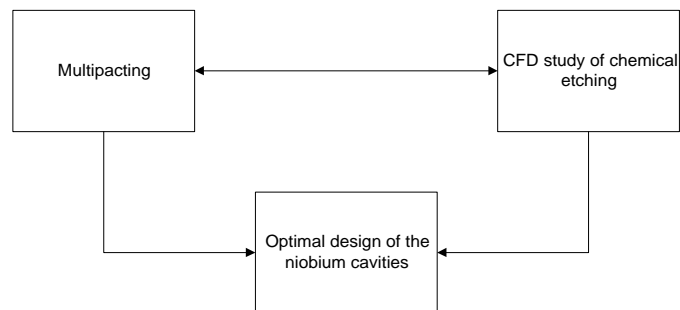 Multipacting
CFD study of chemical
etching
Optimal design of the
niobium cavities